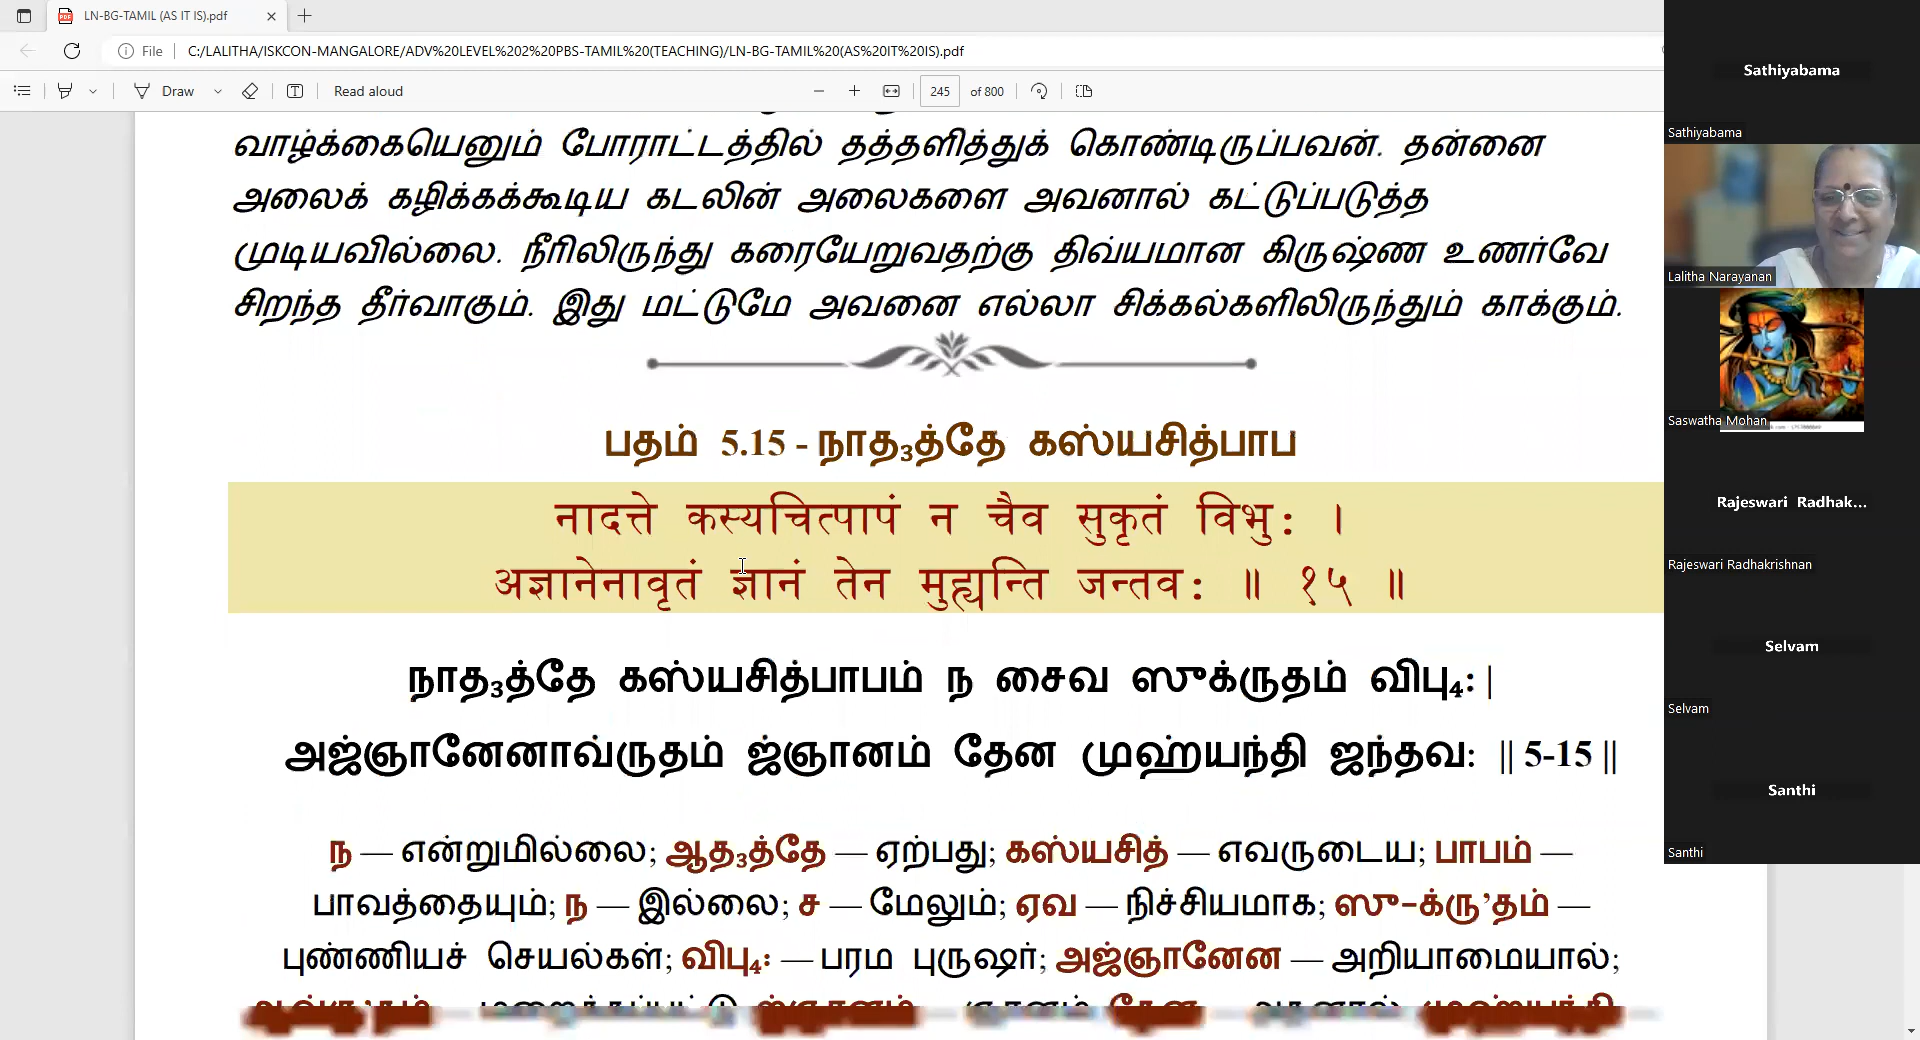 LN-BG-TAMIL (AS IT IS).pdf
File C:/LALITHA/ISKCON-MANGALORE/ADV%20LEVEL%202%20PBS-TAMIL%20(TEACHING)/LN-BG-TAMIL%20(AS%20IT%20IS).pdf
Draw Read aloud 245 of 800
வாழ்க்கையெனும் போராட்டத்தில் தத்தளித்துக் கொண்டிருப்பவன். தன்னை
அலைக் கழிக்கக்கூடிய கடலின் அலைகளை அவனால் கட்டுப்படுத்த
முடியவில்லை. நீரிலிருந்து கரையேறுவதற்கு திவ்யமான கிருஷ்ண உணர்வே
சிறந்த தீர்வாகும். இது மட்டுமே அவனை எல்லா சிக்கல்களிலிருந்தும் காக்கும்.
பதம் 5.15 - நாத₃த்தே கஸ்யசித்பாப
नादत्ते कस्यचित्पापं न चैव सुकृतं विभु: ।
अज्ञानेनावृतं ज्ञानं तेन मुह्यन्ति जन्तव: ॥ १५ ॥
நாத₃த்தே கஸ்யசித்பாபம் ந சைவ ஸுக்ருதம் விபு₄: |
அஜ்ஞானேனாவ்ருதம் ஜ்ஞானம் தேன முஹ்யந்தி ஜந்தவ: || 5-15 ||
ந — என்றுமில்லை; ஆத₃த்தே — ஏற்பது; கஸ்யசித் — எவருடைய; பாபம் —
பாவத்தையும்; ந — இல்லை; ச — மேலும்; ஏவ — நிச்சியமாக; ஸு-க்ரு'தம் —
புண்ணியச் செயல்கள்; விபு₄: — பரம புருஷர்; அஜ்ஞானேன — அறியாமையால்;
Sathiyabama
Sathiyabama
Lalitha Narayanan
Saswatha Mohan
Rajeswari Radhak...
Rajeswari Radhakrishnan
Selvam
Selvam
Santhi
Santhi